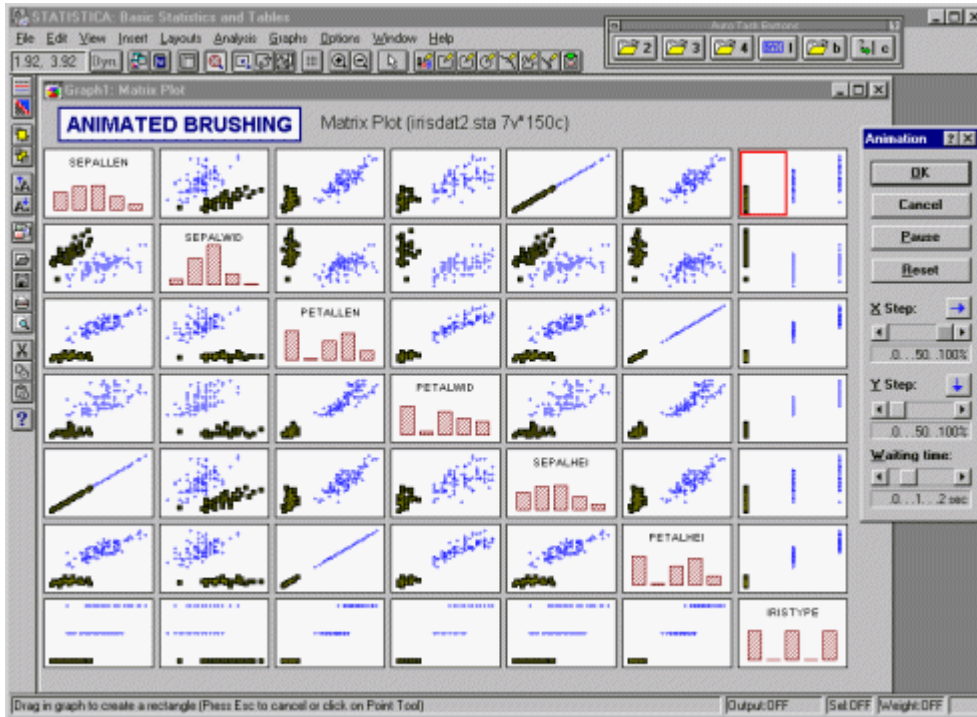 STATISTICA: Basic Statistics and Tables
File Edit View Insert Layouts Analysis Graphs Options Window Help
Auto Task Buttons
2 3 4 1 b c
1.92, 3.92 Dyn.
Graph1: Matrix Plot
ANIMATED BRUSHING Matrix Plot (irisdat2.sta 7v*150c)
SEPALLEN
SEPALWID
PETALLEN
PETALWID
SEPALHEI
PETALHEI
IRISTYPE
Animation
OK
Cancel
Pause
Reset
X Step:
.0...50..100%
Y Step:
.0...50..100%
Waiting time:
.0...1...2 sec
Drag in graph to create a rectangle (Press Esc to cancel or click on Point Tool)
Output:OFF Sel:OFF Weight:OFF